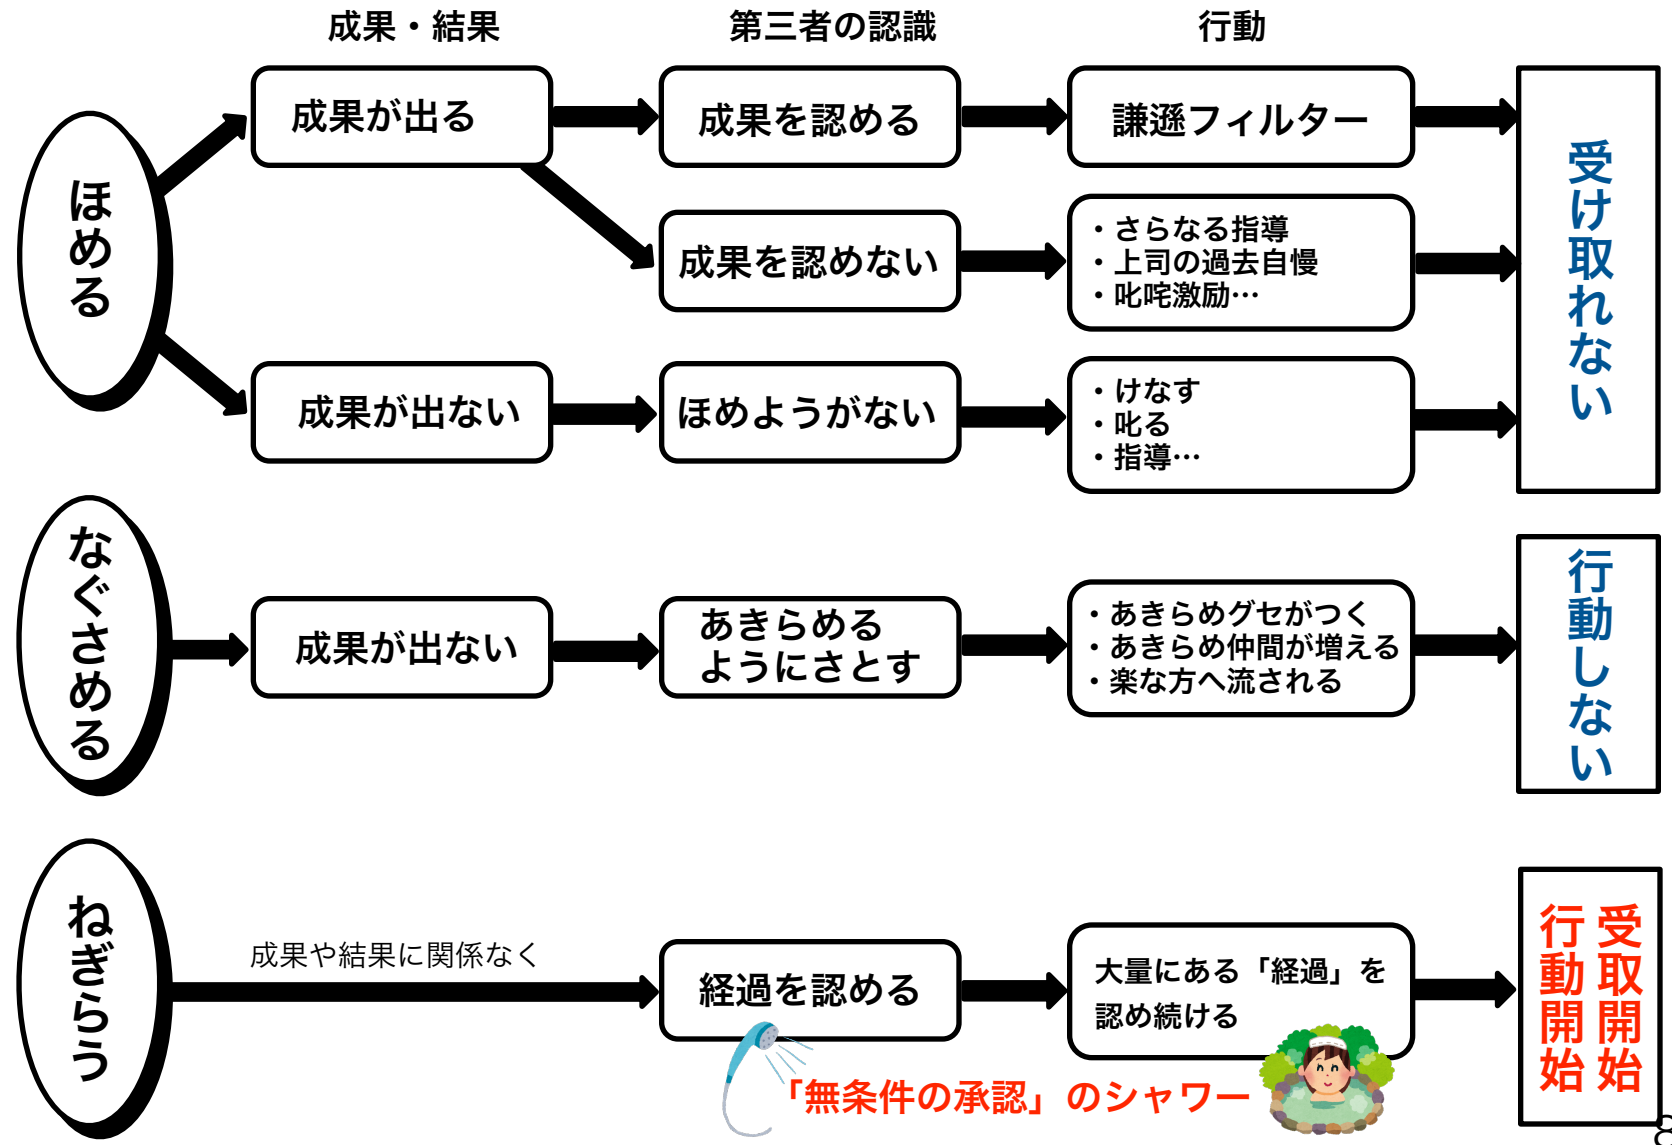 成果・結果
第三者の認識
行動
ほめる
成果が出る
成果を認める
謙遜フィルター
成果を認めない
・さらなる指導
・上司の過去自慢
・叱咤激励…
成果が出ない
ほめようがない
・けなす
・叱る
・指導…
受け取れない
なぐさめる
成果が出ない
あきらめる
ようにさとす
・あきらめグセがつく
・あきらめ仲間が増える
・楽な方へ流される
行動しない
ねぎらう
成果や結果に関係なく
経過を認める
大量にある「経過」を
認め続ける
受取開始
行動開始
「無条件の承認」のシャワー